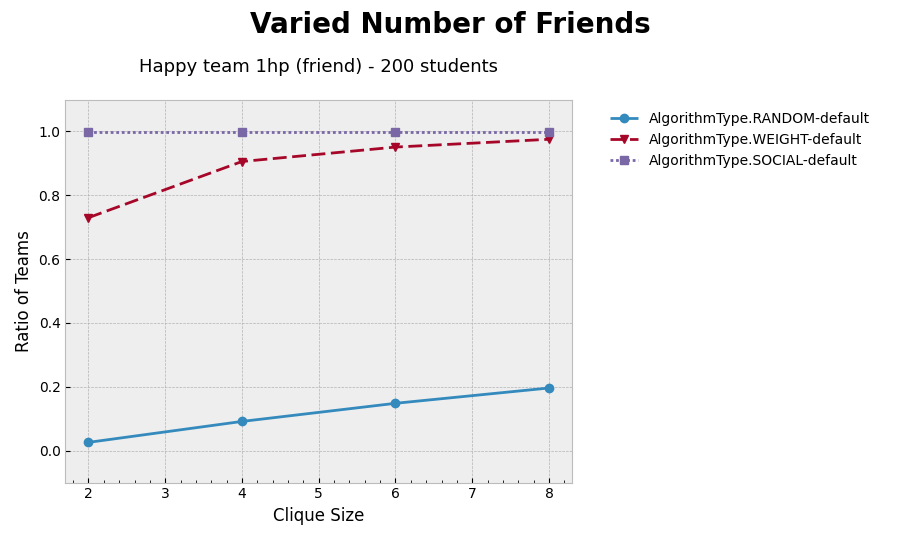 Varied Number of Friends
Happy team 1hp (friend) - 200 students
AlgorithmType.RANDOM-default
AlgorithmType.WEIGHT-default
AlgorithmType.SOCIAL-default
Ratio of Teams
1.0
0.8
0.6
0.4
0.2
0.0
2 3 4 5 6 7 8
Clique Size